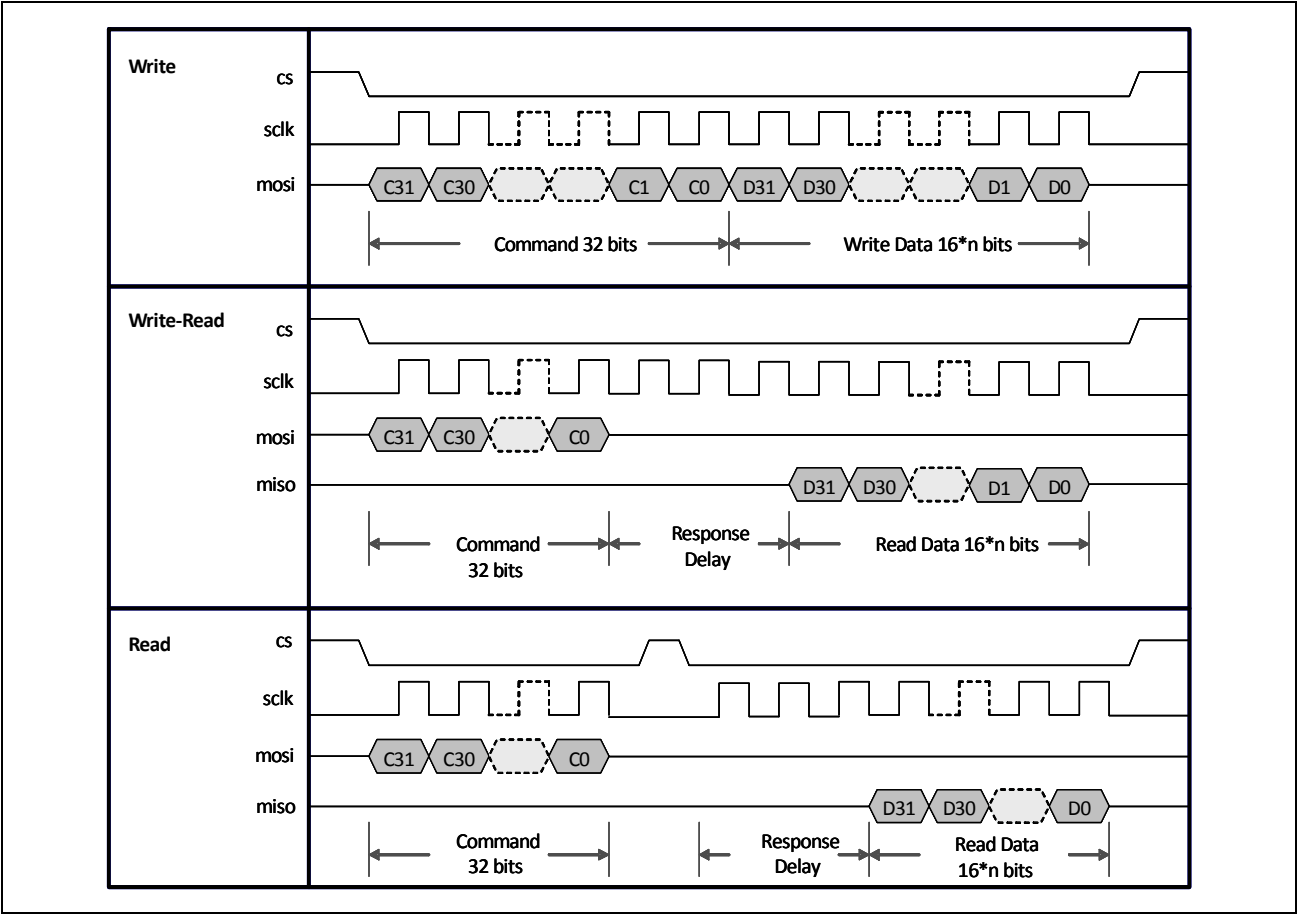 Write
cs
sclk
mosi
C31 C30 C1 C0 D31 D30 D1 D0
Command 32 bits
Write Data 16*n bits
Write-Read
cs
sclk
mosi
C31 C30 C0
miso
D31 D30 D1 D0
Command
32 bits
Response
Delay
Read Data 16*n bits
Read
cs
sclk
mosi
C31 C30 C0
miso
D31 D30 D0
Command
32 bits
Response
Delay
Read Data
16*n bits